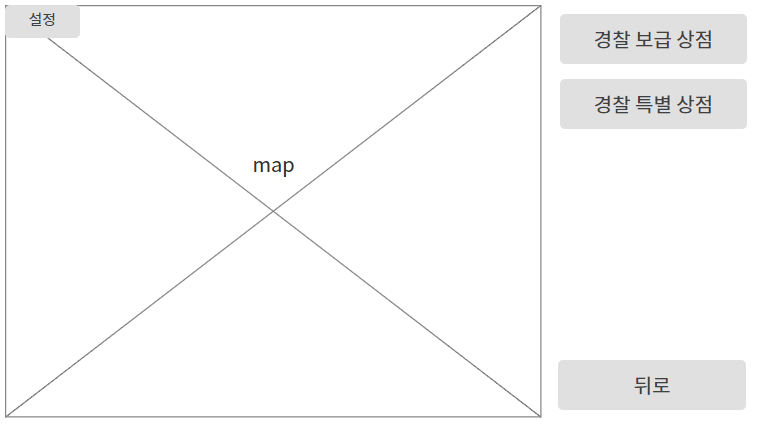 설정
map
경찰 보급 상점
경찰 특별 상점
뒤로